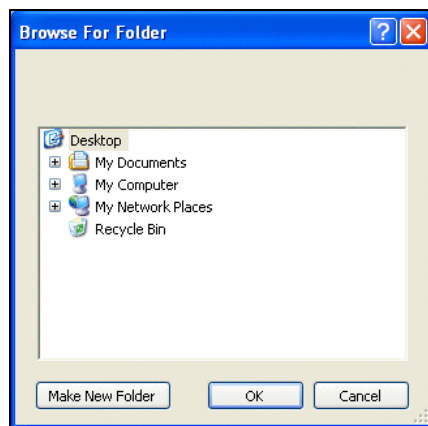 Browse For Folder
Desktop
My Documents
My Computer
My Network Places
Recycle Bin
Make New Folder OK Cancel